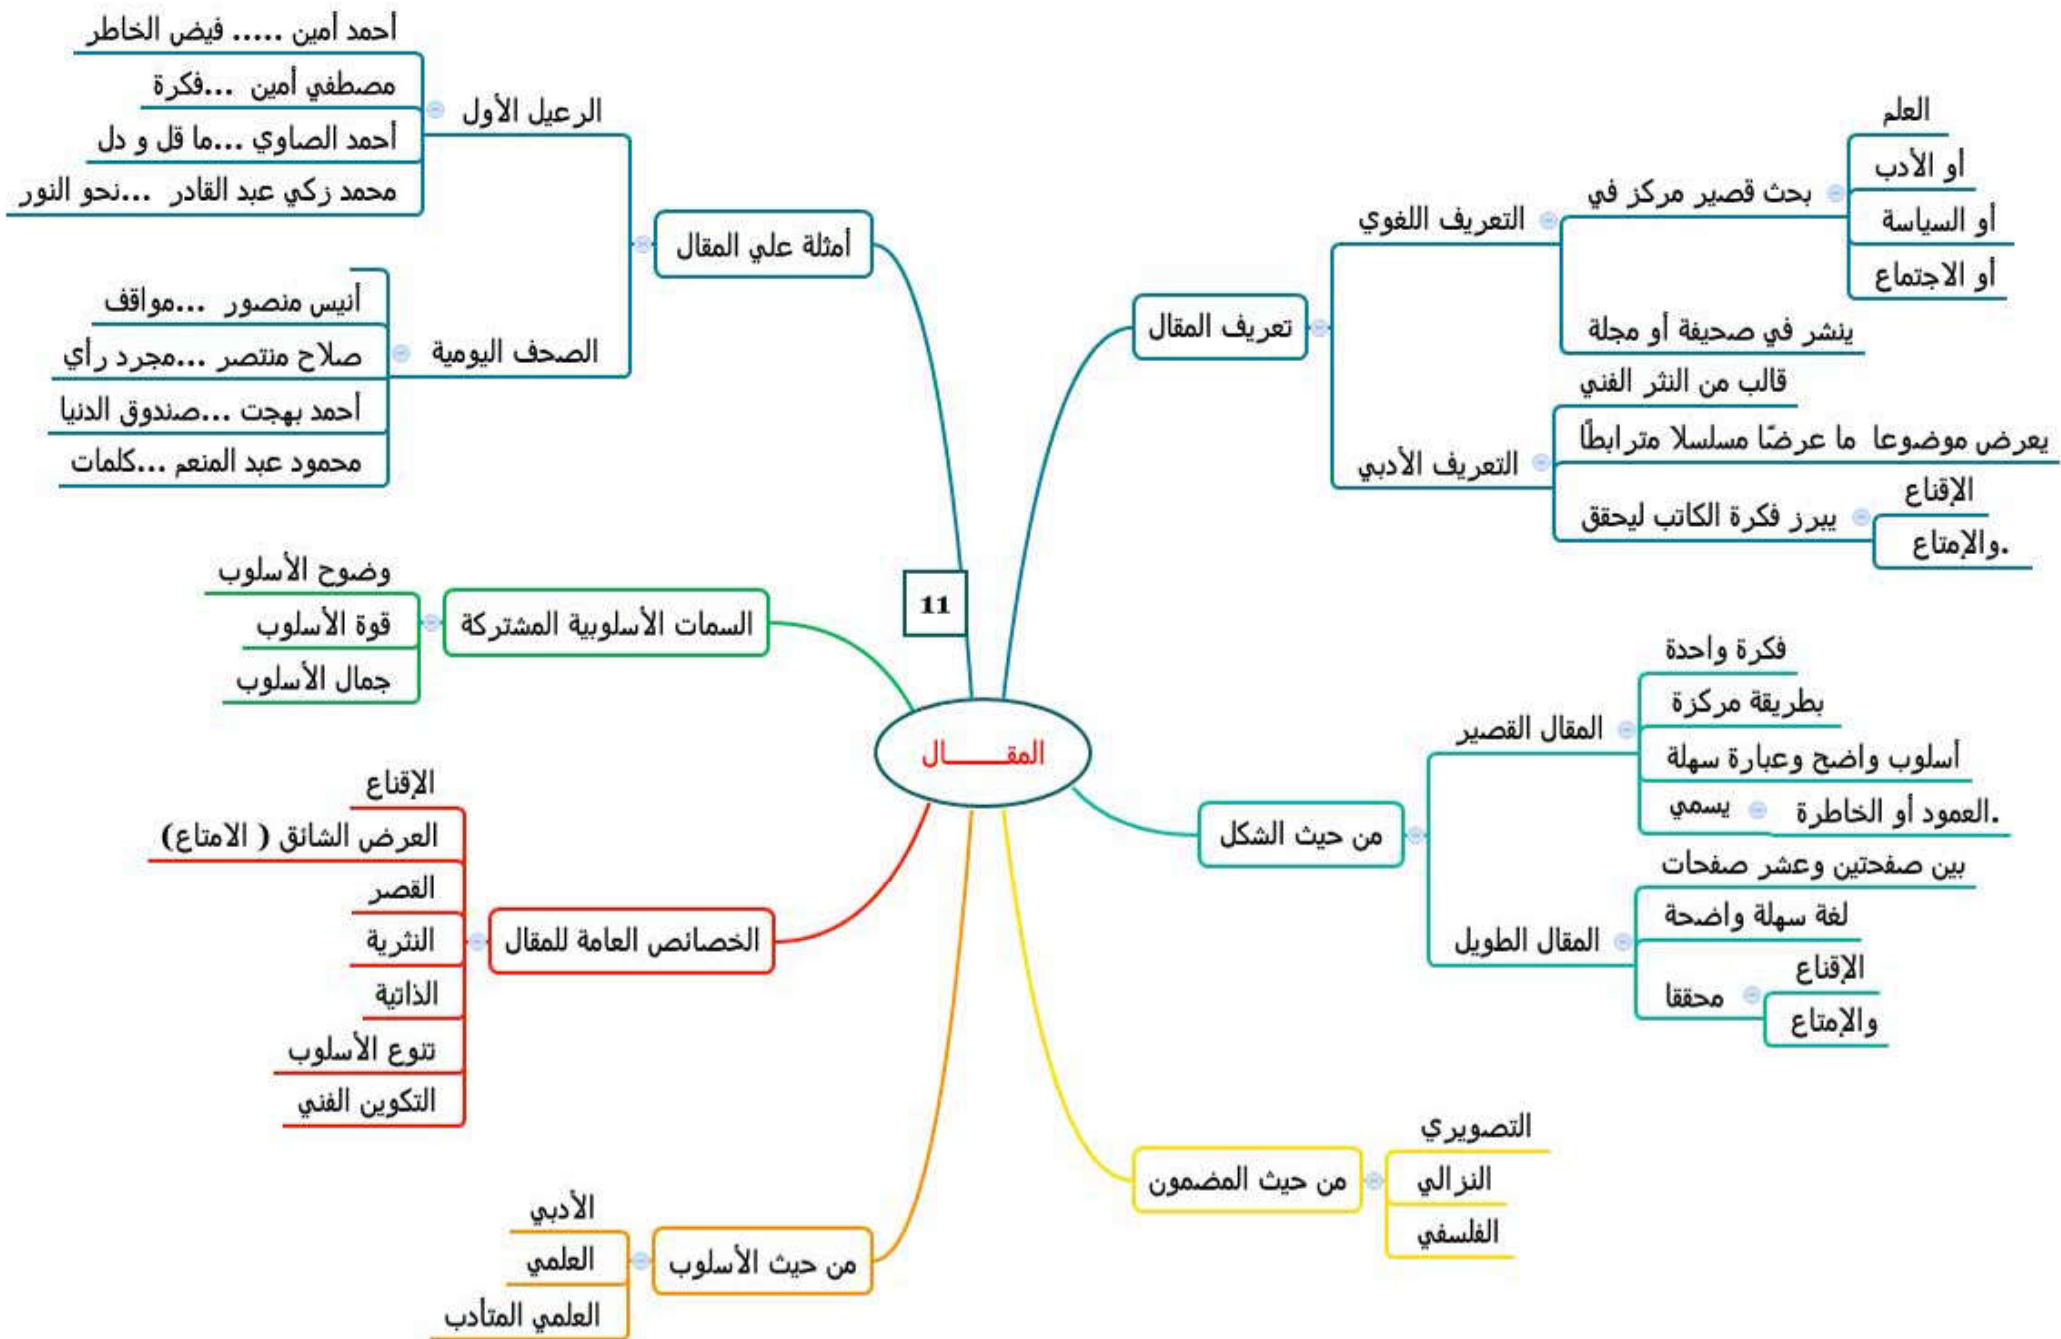 المقــــــال
11
تعريف المقال
التعريف اللغوي
بحث قصير مركز في
العلم
أو الأدب
أو السياسة
أو الاجتماع
ينشر في صحيفة أو مجلة
التعريف الأدبي
قالب من النثر الفني
يعرض موضوعا ما عرضًا مسلسلا مترابطًا
يبرز فكرة الكاتب ليحقق
الإقناع
والإمتاع.
من حيث الشكل
المقال القصير
فكرة واحدة
بطريقة مركزة
أسلوب واضح وعبارة سهلة
يسمي
العمود أو الخاطرة.
المقال الطويل
بين صفحتين وعشر صفحات
لغة سهلة واضحة
محققا
الإقناع
والإمتاع
من حيث المضمون
التصويري
النزالي
الفلسفي
من حيث الأسلوب
الأدبي
العلمي
العلمي المتأدب
الخصائص العامة للمقال
الإقناع
العرض الشائق ( الامتاع)
القصر
النثرية
الذاتية
تنوع الأسلوب
التكوين الفني
السمات الأسلوبية المشتركة
وضوح الأسلوب
قوة الأسلوب
جمال الأسلوب
أمثلة علي المقال
الرعيل الأول
أحمد أمين ..... فيض الخاطر
مصطفي أمين ...فكرة
أحمد الصاوي ...ما قل و دل
محمد زكي عبد القادر ...نحو النور
الصحف اليومية
أنيس منصور ...مواقف
صلاح منتصر ...مجرد رأي
أحمد بهجت ...صندوق الدنيا
محمود عبد المنعم ...كلمات